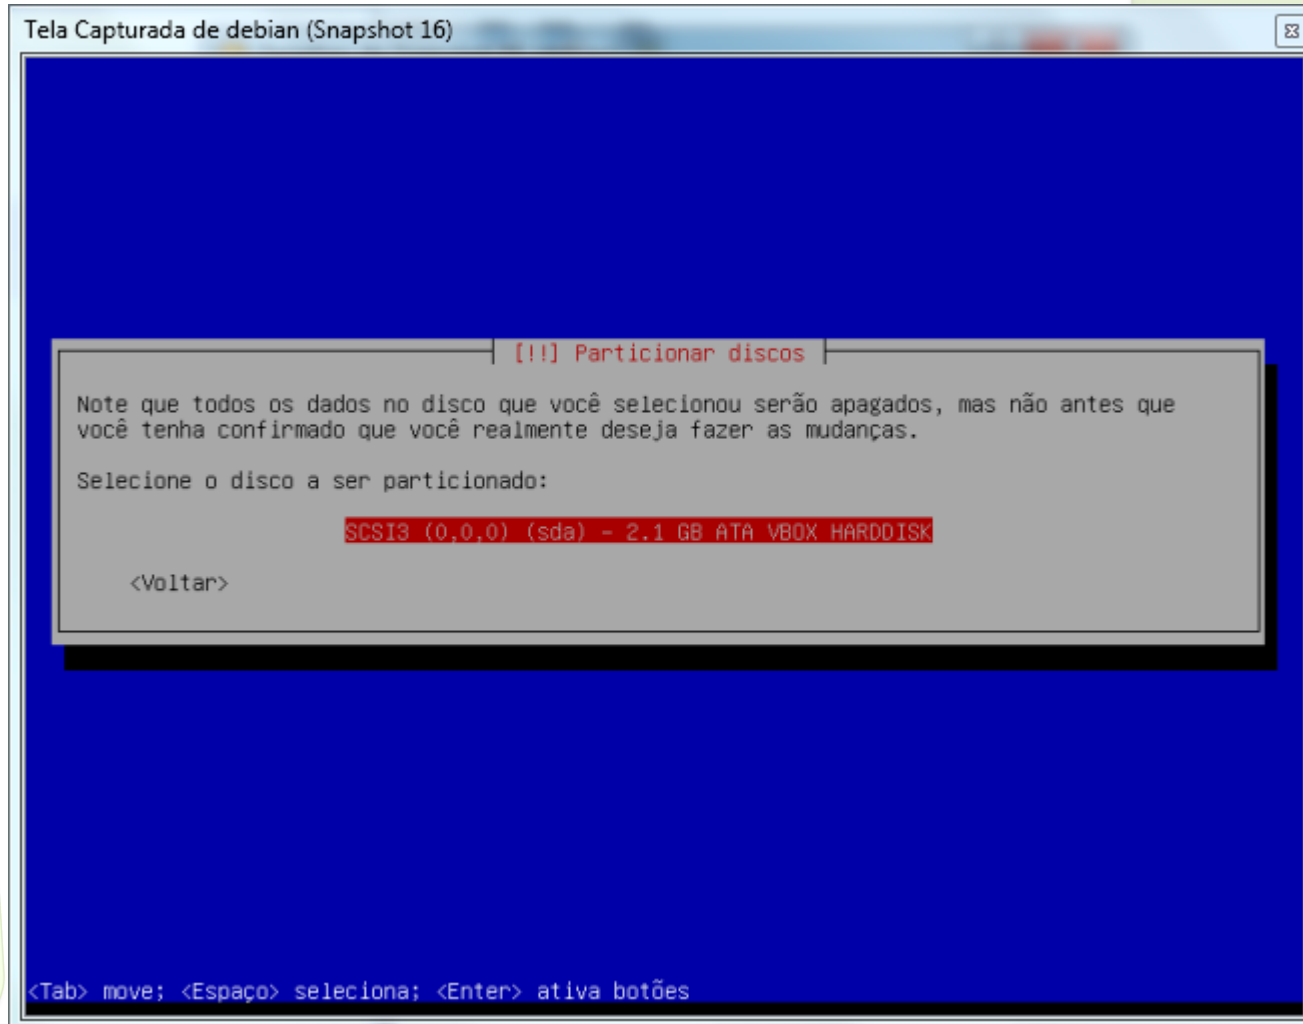 Tela Capturada de debian (Snapshot 16)
[!!] Particionar discos
Note que todos os dados no disco que você selecionou serão apagados, mas não antes que
você tenha confirmado que você realmente deseja fazer as mudanças.
Selecione o disco a ser particionado:
SCSI3 (0,0,0) (sda) - 2.1 GB ATA VBOX HARDDISK
<Voltar>
<Tab> move; <Espaço> seleciona; <Enter> ativa botões